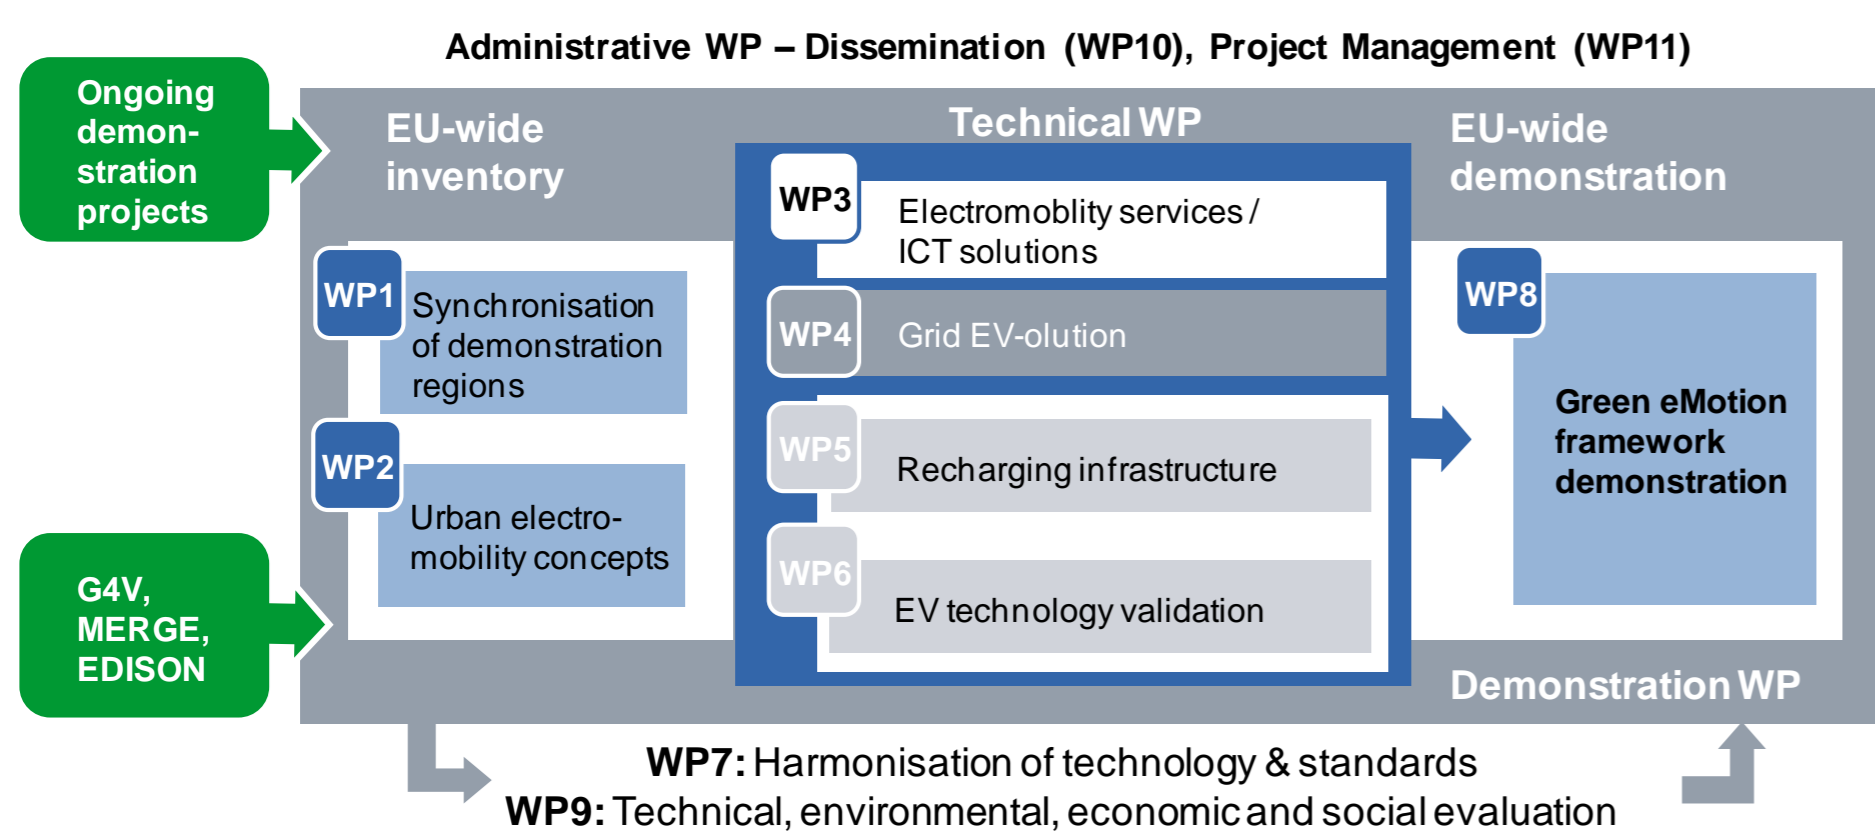 Administrative WP – Dissemination (WP10), Project Management (WP11)
Ongoing
demon-
stration
projects
G4V,
MERGE,
EDISON
EU-wide
inventory
WP1
Synchronisation
of demonstration
regions
WP2
Urban electro-
mobility concepts
Technical WP
WP3
Electromoblity services /
ICT solutions
WP4
Grid EV-olution
WP5
Recharging infrastructure
WP6
EV technology validation
EU-wide
demonstration
WP8
Green eMotion
framework
demonstration
Demonstration WP
WP7: Harmonisation of technology & standards
WP9: Technical, environmental, economic and social evaluation